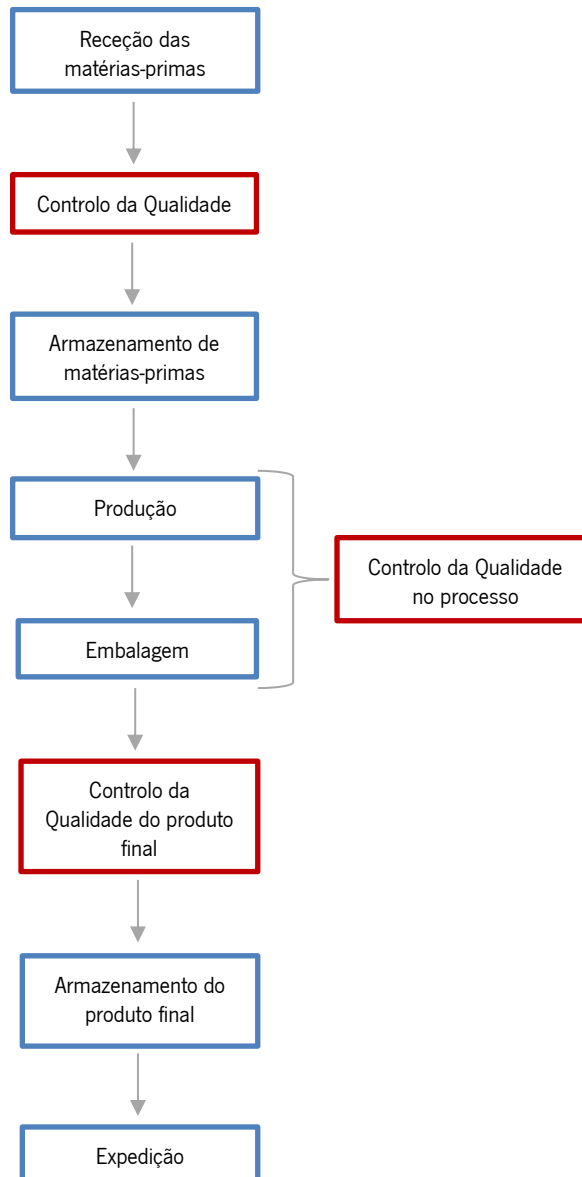 Receção das
matérias-primas
Controlo da Qualidade
Armazenamento de
matérias-primas
Produção
Controlo da Qualidade
no processo
Embalagem
Controlo da
Qualidade do produto
final
Armazenamento do
produto final
Expedição